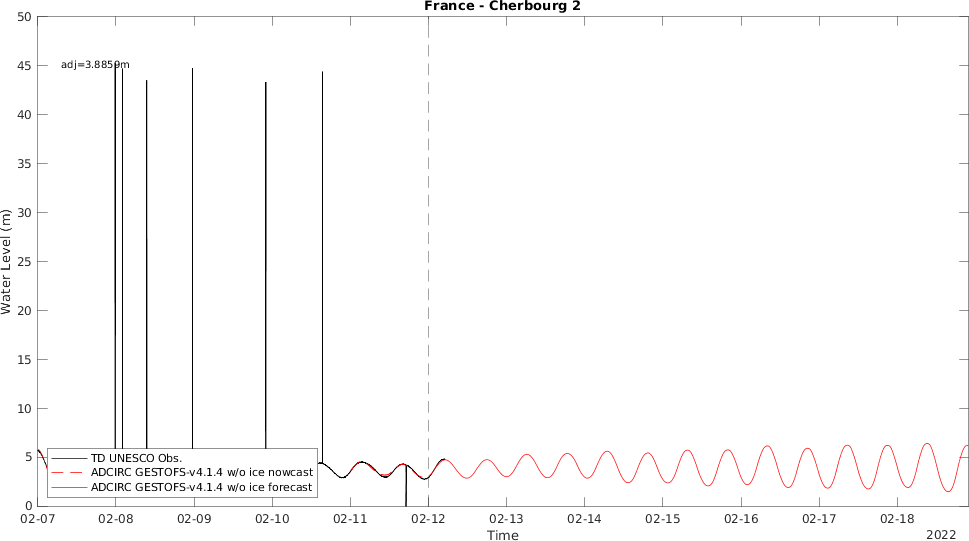 France - Cherbourg 2
50
45
40
35
30
25
20
15
10
5
0
Water Level (m)
adj=3.8859m
TD UNESCO Obs.
ADCIRC GESTOFS-v4.1.4 w/o ice nowcast
ADCIRC GESTOFS-v4.1.4 w/o ice forecast
02-07 02-08 02-09 02-10 02-11 02-12 02-13 02-14 02-15 02-16 02-17 02-18
Time
2022